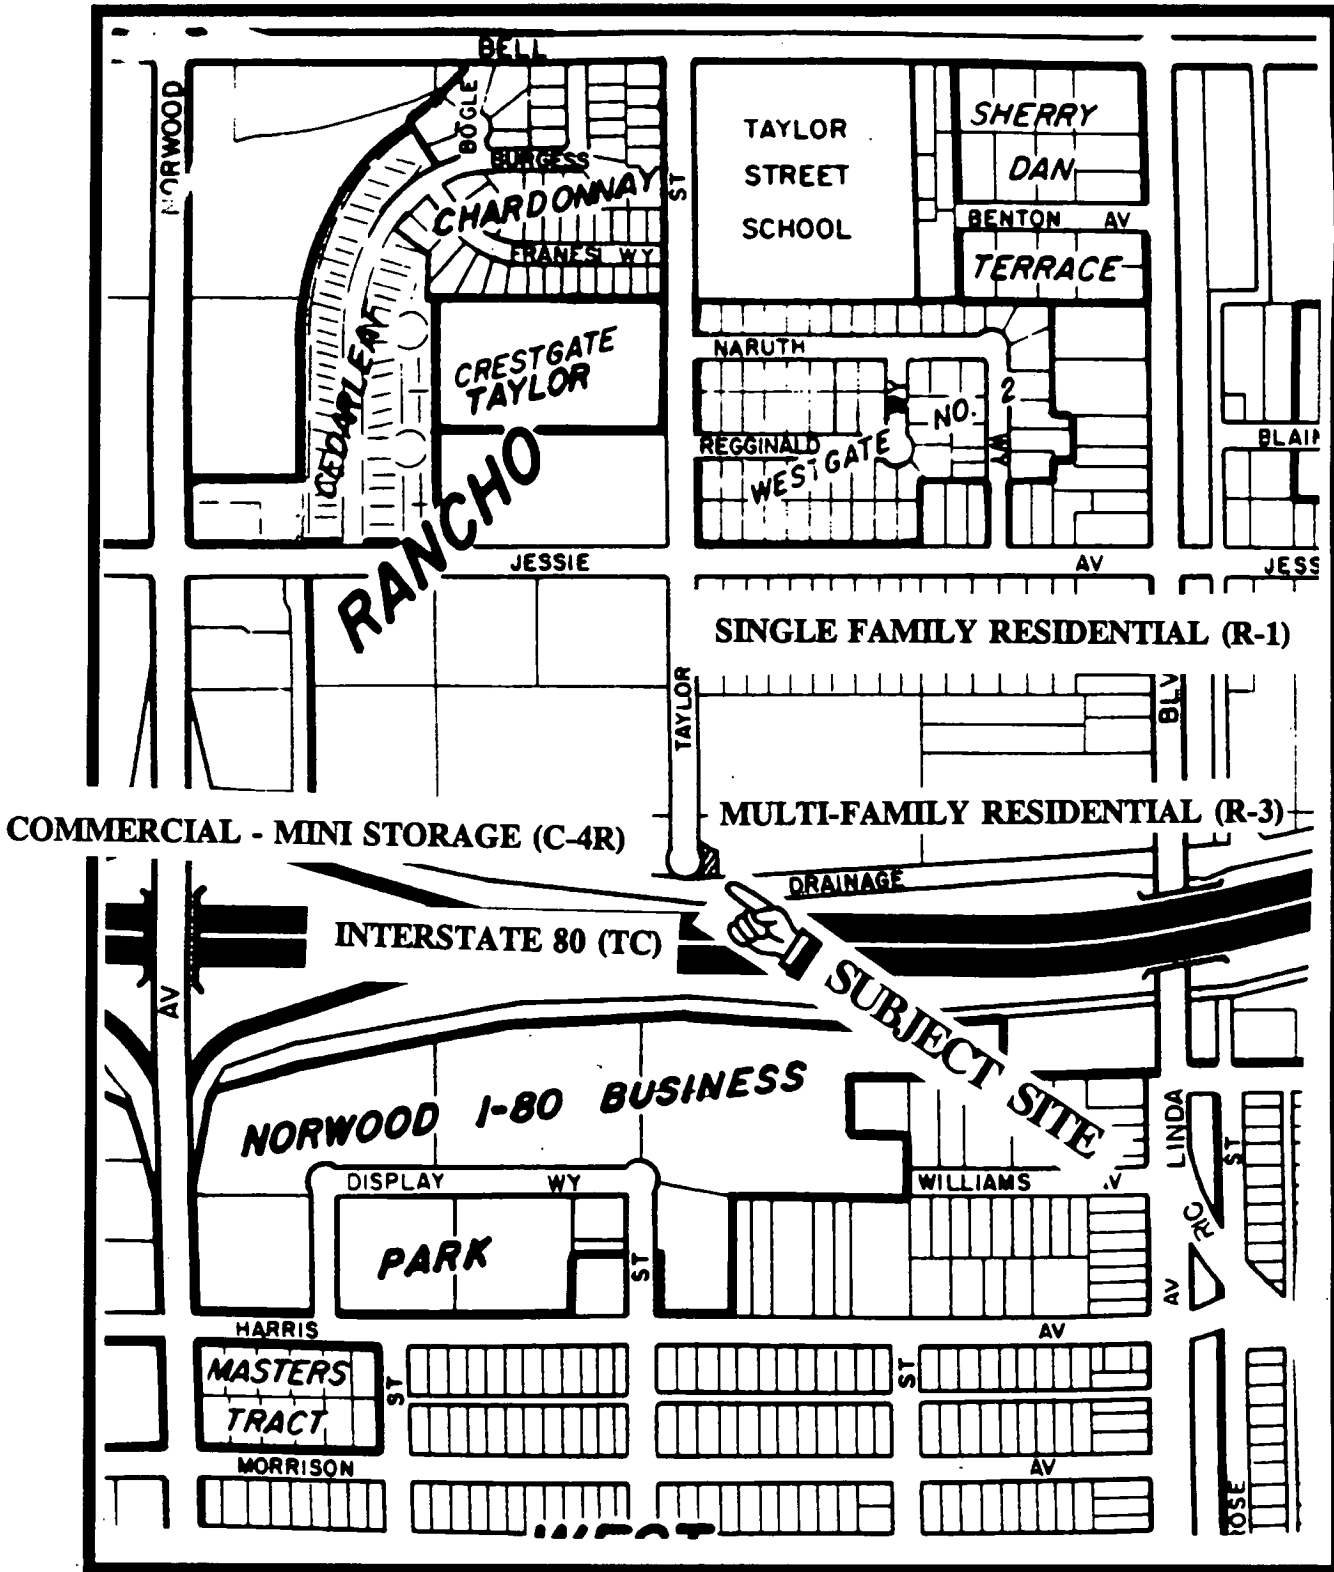 BELL
NORWOOD
BOGLE
BURGESS
CHARDONNAY
ST
FRANES WY
TAYLOR
STREET
SCHOOL
SHERRY
DAN
BENTON AV
TERRACE
CEDARLEAF
CRESTGATE
TAYLOR
NARUTH
NO. 2
REGGINALD
WESTGATE
BLAIN
RANCHO
JESSIE AV
JESS
SINGLE FAMILY RESIDENTIAL (R-1)
TAYLOR
BLV
COMMERCIAL - MINI STORAGE (C-4R)
MULTI-FAMILY RESIDENTIAL (R-3)
DRAINAGE
INTERSTATE 80 (TC)
SUBJECT SITE
AV
NORWOOD I-80 BUSINESS
LINDA
ST
DISPLAY WY
WILLIAMS
RIC
PARK
ST
AV
HARRIS AV
MASTERS
TRACT
ST
ST
MORRISON AV
OSE